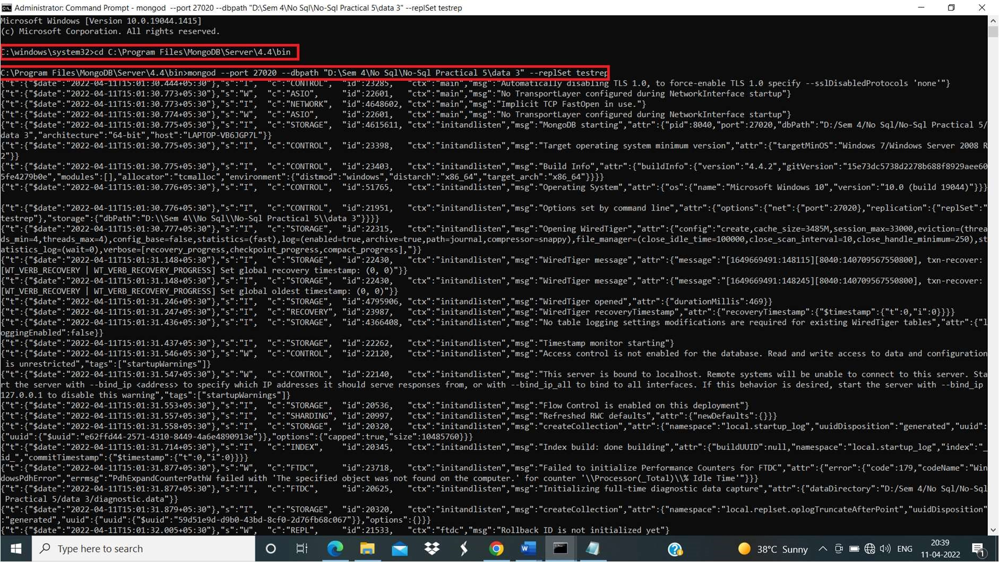 Administrator: Command Prompt - mongod  --port 27020 --dbpath "D:\Sem 4\No Sql\No-Sql Practical 5\data 3" --replSet testrep
Microsoft Windows [Version 10.0.19044.1415]
(c) Microsoft Corporation. All rights reserved.
C:\windows\system32>cd C:\Program Files\MongoDB\Server\4.4\bin
C:\Program Files\MongoDB\Server\4.4\bin>mongod --port 27020 --dbpath "D:\Sem 4\No Sql\No-Sql Practical 5\data 3" --replSet testrep
{"t":{"$date":"2022-04-11T15:01:30.444+05:30"},"s":"I",  "c":"CONTROL",  "id":23285,   "ctx":"main","msg":"Automatically disabling TLS 1.0, to force-enable TLS 1.0 specify --sslDisabledProtocols 'none'"}
{"t":{"$date":"2022-04-11T15:01:30.773+05:30"},"s":"W",  "c":"ASIO",     "id":22601,   "ctx":"main","msg":"No TransportLayer configured during NetworkInterface startup"}
{"t":{"$date":"2022-04-11T15:01:30.773+05:30"},"s":"I",  "c":"NETWORK",  "id":4648602, "ctx":"main","msg":"Implicit TCP FastOpen in use."}
{"t":{"$date":"2022-04-11T15:01:30.774+05:30"},"s":"W",  "c":"ASIO",     "id":22601,   "ctx":"main","msg":"No TransportLayer configured during NetworkInterface startup"}
{"t":{"$date":"2022-04-11T15:01:30.775+05:30"},"s":"I",  "c":"STORAGE",  "id":4615611, "ctx":"initandlisten","msg":"MongoDB starting","attr":{"pid":8040,"port":27020,"dbPath":"D:/Sem 4/No Sql/No-Sql Practical 5/
data 3","architecture":"64-bit","host":"LAPTOP-VB6JGP7L"}}
{"t":{"$date":"2022-04-11T15:01:30.775+05:30"},"s":"I",  "c":"CONTROL",  "id":23398,   "ctx":"initandlisten","msg":"Target operating system minimum version","attr":{"targetMinOS":"Windows 7/Windows Server 2008 R
2"}}
{"t":{"$date":"2022-04-11T15:01:30.775+05:30"},"s":"I",  "c":"CONTROL",  "id":23403,   "ctx":"initandlisten","msg":"Build Info","attr":{"buildInfo":{"version":"4.4.2","gitVersion":"15e73dc5738d2278b688f8929aee60
5fe4279b0e","modules":[],"allocator":"tcmalloc","environment":{"distmod":"windows","distarch":"x86_64","target_arch":"x86_64"}}}}
{"t":{"$date":"2022-04-11T15:01:30.776+05:30"},"s":"I",  "c":"CONTROL",  "id":51765,   "ctx":"initandlisten","msg":"Operating System","attr":{"os":{"name":"Microsoft Windows 10","version":"10.0 (build 19044)"}}}
{"t":{"$date":"2022-04-11T15:01:30.776+05:30"},"s":"I",  "c":"CONTROL",  "id":21951,   "ctx":"initandlisten","msg":"Options set by command line","attr":{"options":{"net":{"port":27020},"replication":{"replSet":"
testrep"},"storage":{"dbPath":"D:\\Sem 4\\No Sql\\No-Sql Practical 5\\data 3"}}}}
{"t":{"$date":"2022-04-11T15:01:30.777+05:30"},"s":"I",  "c":"STORAGE",  "id":22315,   "ctx":"initandlisten","msg":"Opening WiredTiger","attr":{"config":"create,cache_size=3485M,session_max=33000,eviction=(threa
ds_min=4,threads_max=4),config_base=false,statistics=(fast),log=(enabled=true,archive=true,path=journal,compressor=snappy),file_manager=(close_idle_time=100000,close_scan_interval=10,close_handle_minimum=250),st
atistics_log=(wait=0),verbose=[recovery_progress,checkpoint_progress,compact_progress],"}}
{"t":{"$date":"2022-04-11T15:01:31.148+05:30"},"s":"I",  "c":"STORAGE",  "id":22430,   "ctx":"initandlisten","msg":"WiredTiger message","attr":{"message":"[1649669491:148115][8040:140709567550800], txn-recover:
[WT_VERB_RECOVERY | WT_VERB_RECOVERY_PROGRESS] Set global recovery timestamp: (0, 0)"}}
{"t":{"$date":"2022-04-11T15:01:31.148+05:30"},"s":"I",  "c":"STORAGE",  "id":22430,   "ctx":"initandlisten","msg":"WiredTiger message","attr":{"message":"[1649669491:148245][8040:140709567550800], txn-recover:
[WT_VERB_RECOVERY | WT_VERB_RECOVERY_PROGRESS] Set global oldest timestamp: (0, 0)"}}
{"t":{"$date":"2022-04-11T15:01:31.246+05:30"},"s":"I",  "c":"STORAGE",  "id":4795906, "ctx":"initandlisten","msg":"WiredTiger opened","attr":{"durationMillis":469}}
{"t":{"$date":"2022-04-11T15:01:31.247+05:30"},"s":"I",  "c":"RECOVERY", "id":23987,   "ctx":"initandlisten","msg":"WiredTiger recoveryTimestamp","attr":{"recoveryTimestamp":{"$timestamp":{"t":0,"i":0}}}}
{"t":{"$date":"2022-04-11T15:01:31.436+05:30"},"s":"I",  "c":"STORAGE",  "id":4366408, "ctx":"initandlisten","msg":"No table logging settings modifications are required for existing WiredTiger tables","attr":{"l
oggingEnabled":false}}
{"t":{"$date":"2022-04-11T15:01:31.437+05:30"},"s":"I",  "c":"STORAGE",  "id":22262,   "ctx":"initandlisten","msg":"Timestamp monitor starting"}
{"t":{"$date":"2022-04-11T15:01:31.546+05:30"},"s":"W",  "c":"CONTROL",  "id":22120,   "ctx":"initandlisten","msg":"Access control is not enabled for the database. Read and write access to data and configuration
 is unrestricted","tags":["startupWarnings"]}
{"t":{"$date":"2022-04-11T15:01:31.547+05:30"},"s":"W",  "c":"CONTROL",  "id":22140,   "ctx":"initandlisten","msg":"This server is bound to localhost. Remote systems will be unable to connect to this server. Sta
rt the server with --bind_ip <address> to specify which IP addresses it should serve responses from, or with --bind_ip_all to bind to all interfaces. If this behavior is desired, start the server with --bind_ip
127.0.0.1 to disable this warning","tags":["startupWarnings"]}
{"t":{"$date":"2022-04-11T15:01:31.553+05:30"},"s":"I",  "c":"STORAGE",  "id":20536,   "ctx":"initandlisten","msg":"Flow Control is enabled on this deployment"}
{"t":{"$date":"2022-04-11T15:01:31.557+05:30"},"s":"I",  "c":"SHARDING", "id":20997,   "ctx":"initandlisten","msg":"Refreshed RWC defaults","attr":{"newDefaults":{}}}
{"t":{"$date":"2022-04-11T15:01:31.558+05:30"},"s":"I",  "c":"STORAGE",  "id":20320,   "ctx":"initandlisten","msg":"createCollection","attr":{"namespace":"local.startup_log","uuidDisposition":"generated","uuid":
{"uuid":{"$uuid":"e62ffd44-2571-4310-8449-4a6e4890913e"}},"options":{"capped":true,"size":10485760}}}
{"t":{"$date":"2022-04-11T15:01:31.714+05:30"},"s":"I",  "c":"INDEX",    "id":20345,   "ctx":"initandlisten","msg":"Index build: done building","attr":{"buildUUID":null,"namespace":"local.startup_log","index":"_
id_","commitTimestamp":{"$timestamp":{"t":0,"i":0}}}}
{"t":{"$date":"2022-04-11T15:01:31.877+05:30"},"s":"W",  "c":"FTDC",     "id":23718,   "ctx":"initandlisten","msg":"Failed to initialize Performance Counters for FTDC","attr":{"error":{"code":179,"codeName":"Win
dowsPdhError","errmsg":"PdhExpandCounterPathW failed with 'The specified object was not found on the computer.' for counter '\\Processor(_Total)\\% Idle Time'"}}}
{"t":{"$date":"2022-04-11T15:01:31.877+05:30"},"s":"I",  "c":"FTDC",     "id":20625,   "ctx":"initandlisten","msg":"Initializing full-time diagnostic data capture","attr":{"dataDirectory":"D:/Sem 4/No Sql/No-Sql
 Practical 5/data 3/diagnostic.data"}}
{"t":{"$date":"2022-04-11T15:01:31.879+05:30"},"s":"I",  "c":"STORAGE",  "id":20320,   "ctx":"initandlisten","msg":"createCollection","attr":{"namespace":"local.replset.oplogTruncateAfterPoint","uuidDisposition"
:"generated","uuid":{"uuid":{"$uuid":"59d51e9d-d9b0-43bd-8cf0-2d76fb68c067"}},"options":{}}}
{"t":{"$date":"2022-04-11T15:01:32.005+05:30"},"s":"W",  "c":"REPL",     "id":21533,   "ctx":"ftdc","msg":"Rollback ID is not initialized yet"}
Type here to search
38°C Sunny
ENG
20:39
11-04-2022
1